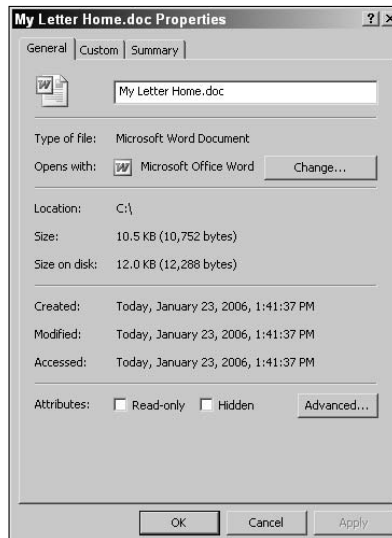 My Letter Home.doc Properties
General Custom Summary
My Letter Home.doc
Type of file: Microsoft Word Document
Opens with: Microsoft Office Word Change...
Location: C:\
Size: 10.5 KB (10,752 bytes)
Size on disk: 12.0 KB (12,288 bytes)
Created: Today, January 23, 2006, 1:41:37 PM
Modified: Today, January 23, 2006, 1:41:37 PM
Accessed: Today, January 23, 2006, 1:41:37 PM
Attributes: Read-only Hidden Advanced...
OK Cancel Apply